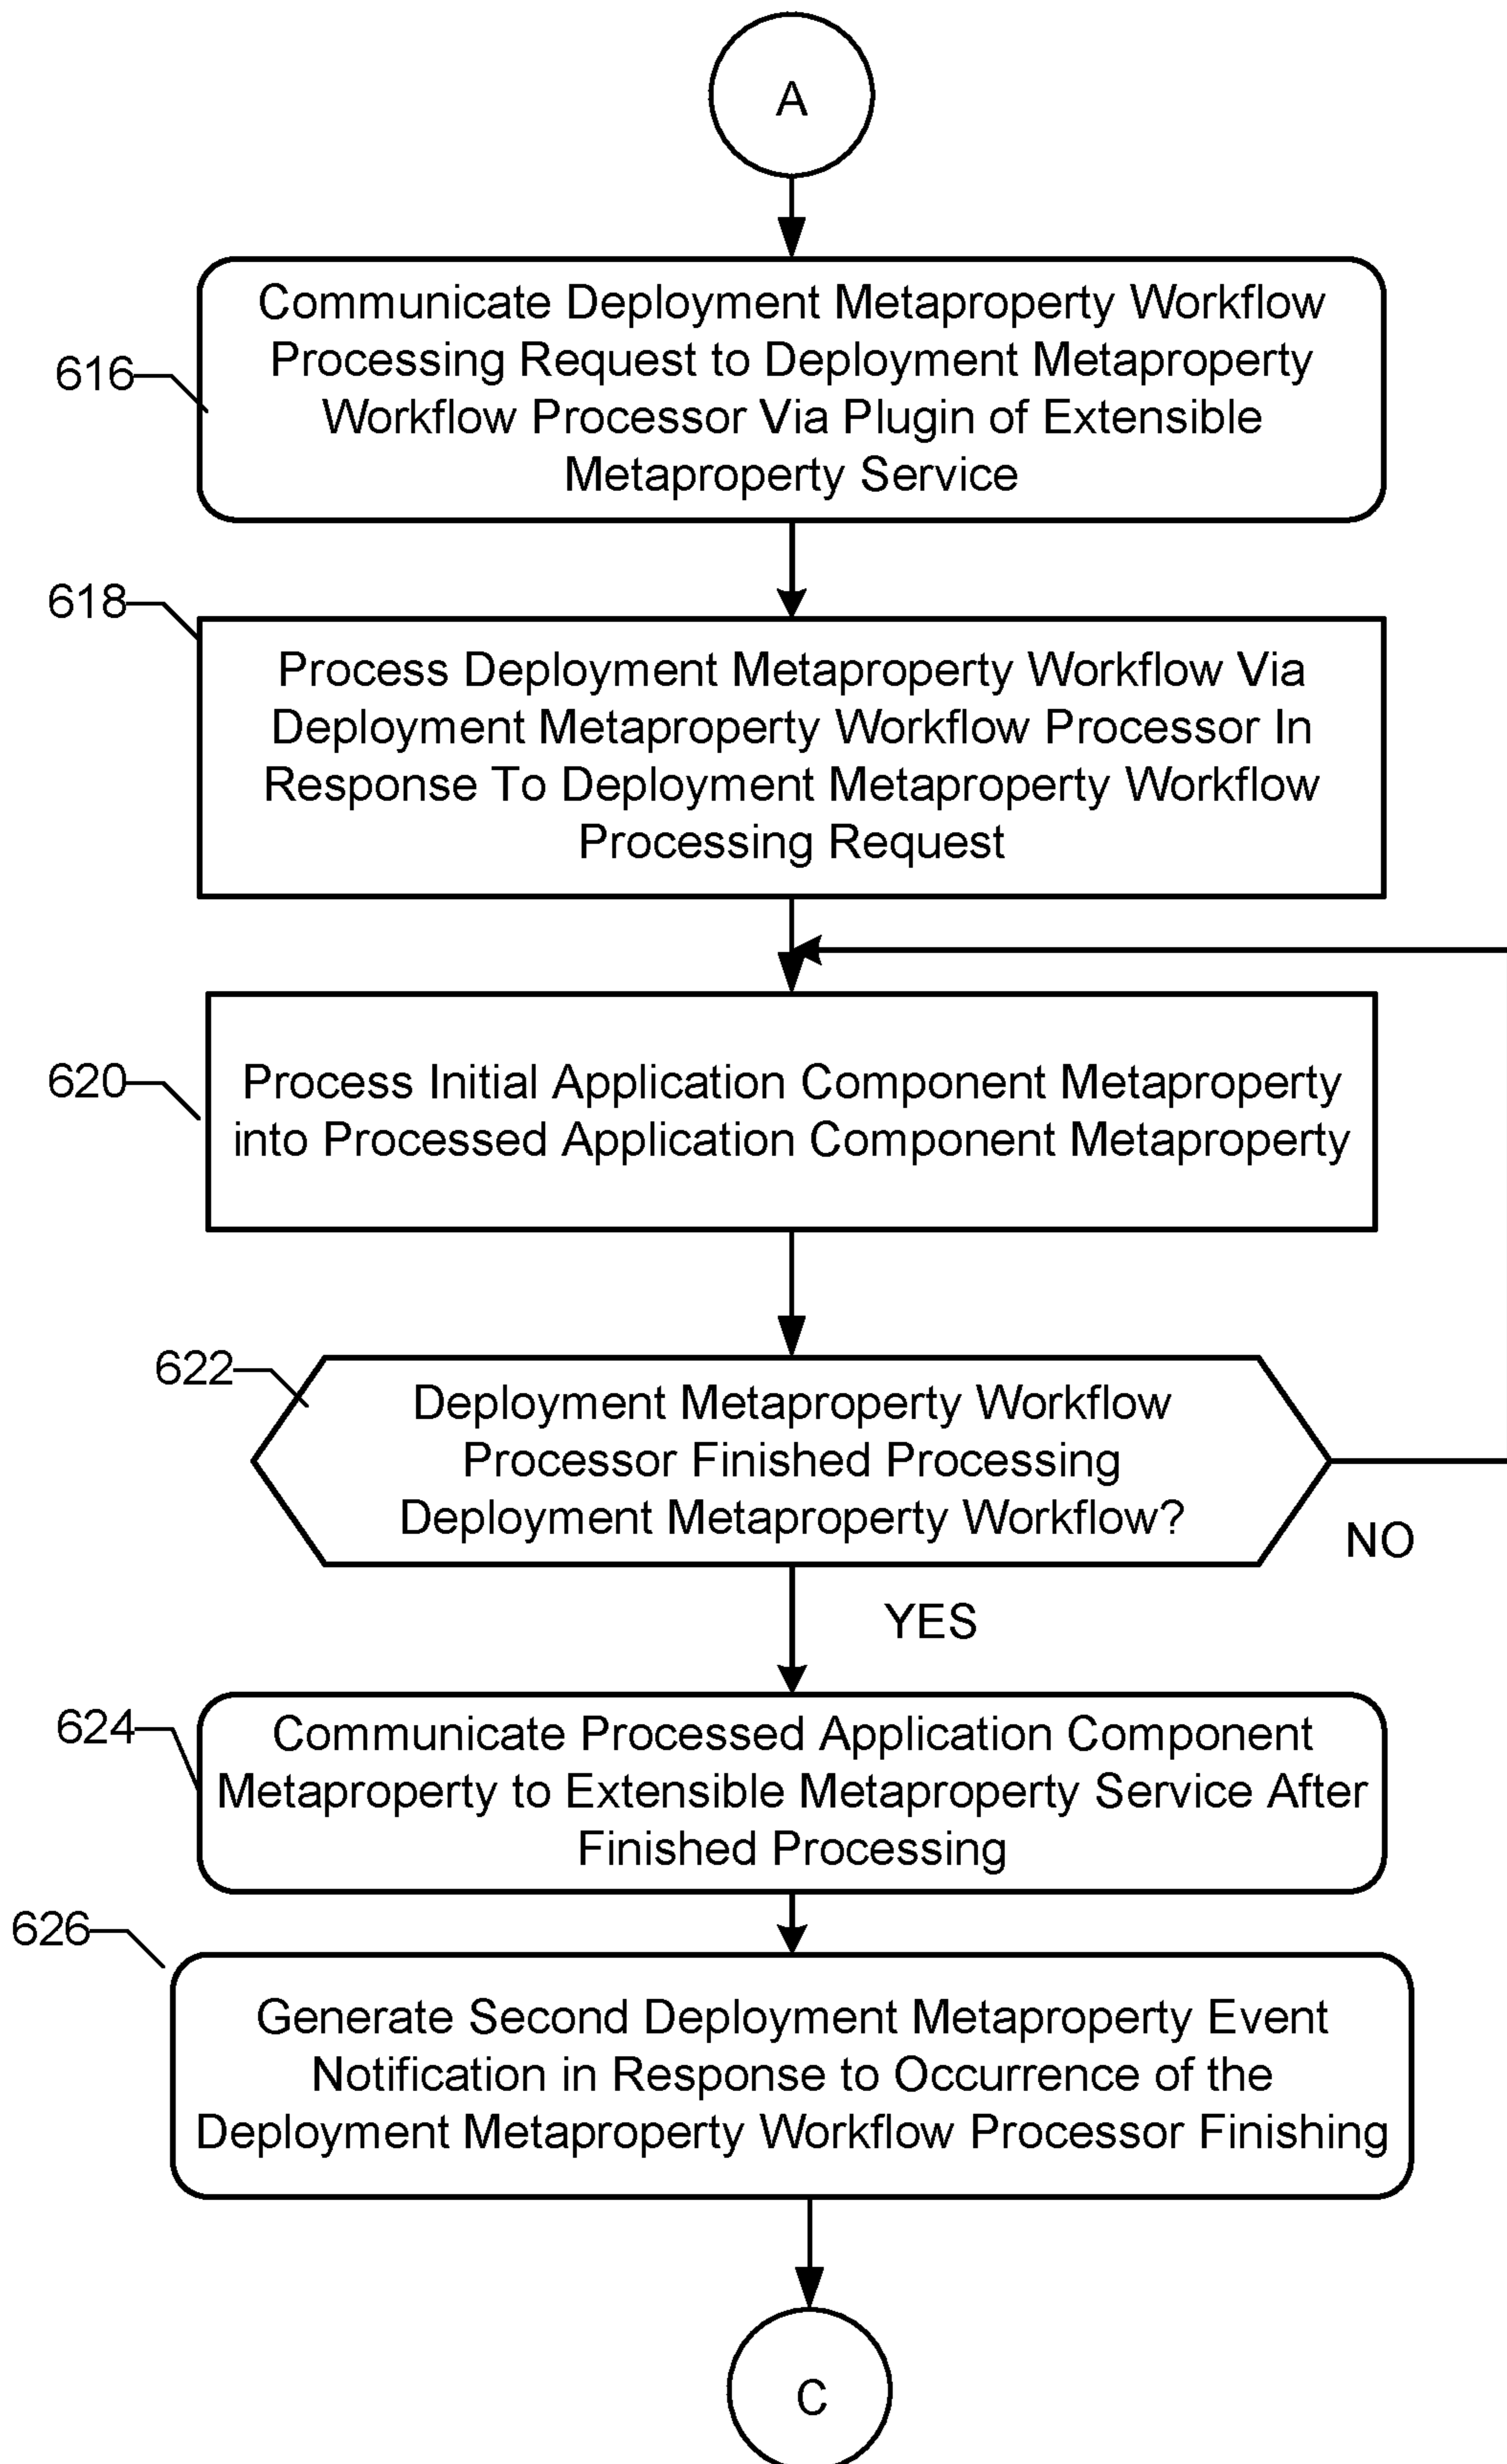 A
Communicate Deployment Metaproperty Workflow
Processing Request to Deployment Metaproperty
Workflow Processor Via Plugin of Extensible
Metaproperty Service
616
618
Process Deployment Metaproperty Workflow Via
Deployment Metaproperty Workflow Processor In
Response To Deployment Metaproperty Workflow
Processing Request
620
Process Initial Application Component Metaproperty
into Processed Application Component Metaproperty
622
Deployment Metaproperty Workflow
Processor Finished Processing
Deployment Metaproperty Workflow?
NO
YES
624
Communicate Processed Application Component
Metaproperty to Extensible Metaproperty Service After
Finished Processing
626
Generate Second Deployment Metaproperty Event
Notification in Response to Occurrence of the
Deployment Metaproperty Workflow Processor Finishing
C